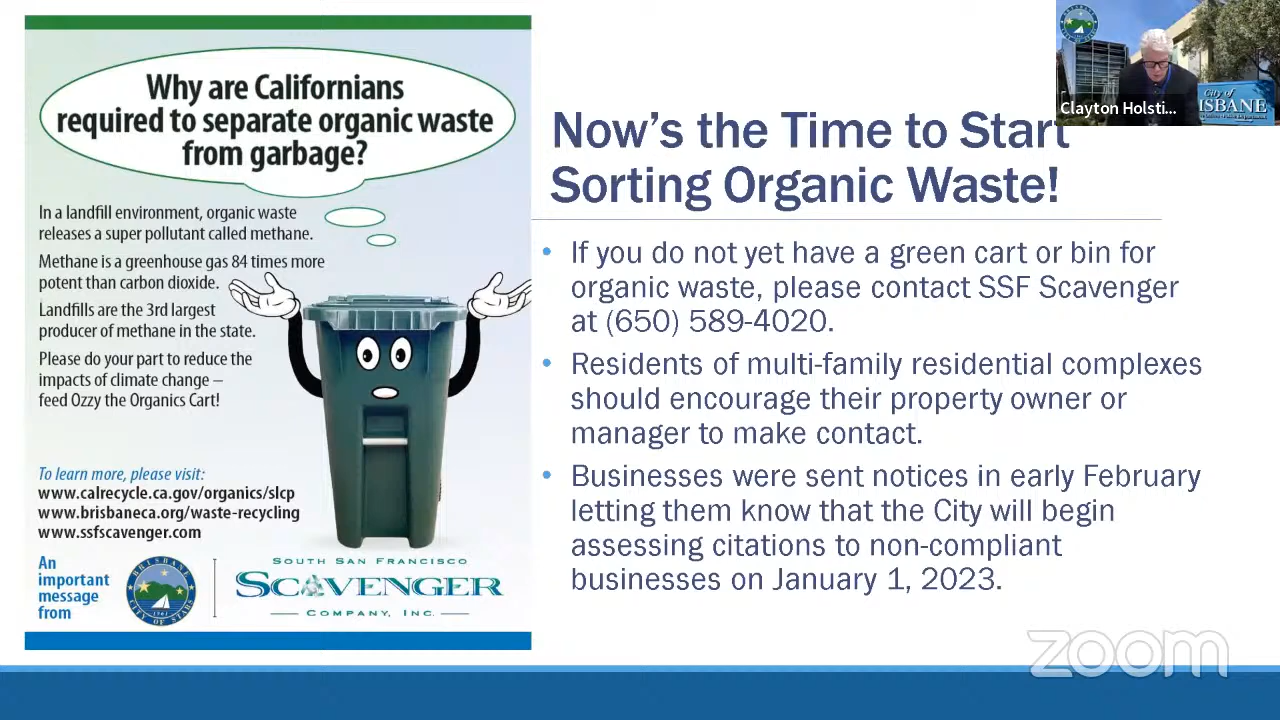 Why are Californians
required to separate organic waste
from garbage?
In a landfill environment, organic waste
releases a super pollutant called methane.
Methane is a greenhouse gas 84 times more
potent than carbon dioxide.
Landfills are the 3rd largest
producer of methane in the state.
Please do your part to reduce the
impacts of climate change –
feed Ozzy the Organics Cart!
To learn more, please visit:
www.calrecycle.ca.gov/organics/slcp
www.brisbaneca.org/waste-recycling
www.ssfscavenger.com
An
important
message
from
BRISBANE
1961
CITY OF STARS
SOUTH SAN FRANCISCO
SCAVENGER
COMPANY, INC.
Now's the Time to Start
Sorting Organic Waste!
• If you do not yet have a green cart or bin for
organic waste, please contact SSF Scavenger
at (650) 589-4020.
• Residents of multi-family residential complexes
should encourage their property owner or
manager to make contact.
• Businesses were sent notices in early February
letting them know that the City will begin
assessing citations to non-compliant
businesses on January 1, 2023.
City of
ISBANE
Clayton Holsti...
zoom